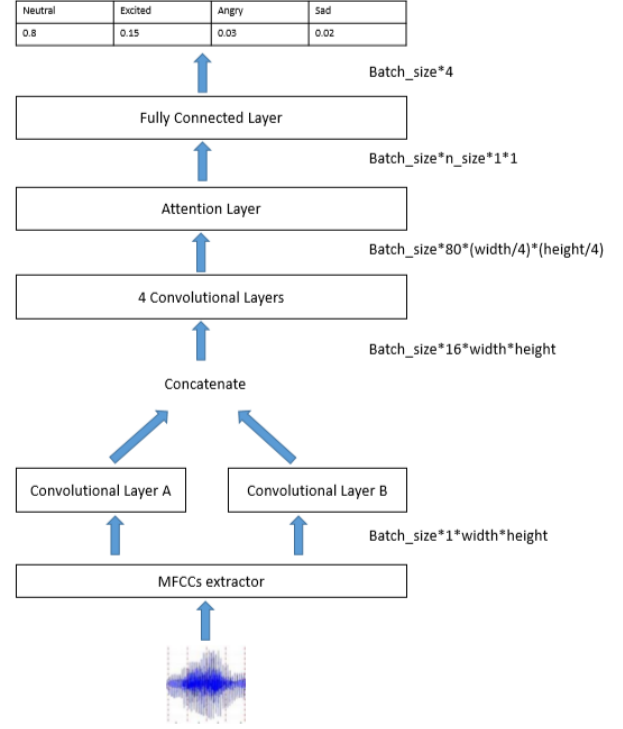 Neutral Excited Angry Sad
0.8 0.15 0.03 0.02
Batch_size*4
Fully Connected Layer
Batch_size*n_size*1*1
Attention Layer
Batch_size*80*(width/4)*(height/4)
4 Convolutional Layers
Batch_size*16*width*height
Concatenate
Convolutional Layer A Convolutional Layer B
Batch_size*1*width*height
MFCCs extractor